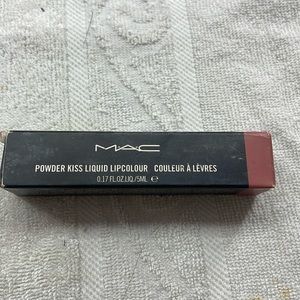 MAC
POWDER KISS LIQUID LIPCOLOUR COULEUR À LÈVRES
0.17 FL.OZ.LIQ./5ML ℮